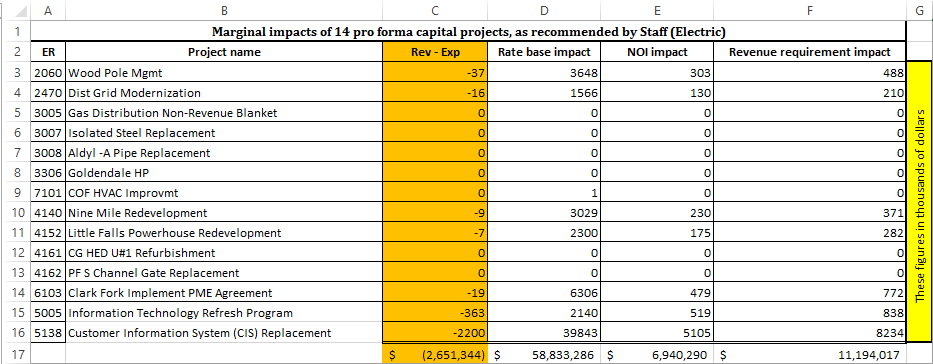 A B C D E F G
1 Marginal impacts of 14 pro forma capital projects, as recommended by Staff (Electric)
2 ER Project name Rev - Exp Rate base impact NOI impact Revenue requirement impact
3 2060 Wood Pole Mgmt -37 3648 303 488
4 2470 Dist Grid Modernization -16 1566 130 210
5 3005 Gas Distribution Non-Revenue Blanket 0 0 0 0
6 3007 Isolated Steel Replacement 0 0 0 0
7 3008 Aldyl -A Pipe Replacement 0 0 0 0
8 3306 Goldendale HP 0 0 0 0
9 7101 COF HVAC Improvmt 0 1 0 0
10 4140 Nine Mile Redevelopment -9 3029 230 371
11 4152 Little Falls Powerhouse Redevelopment -7 2300 175 282
12 4161 CG HED U#1 Refurbishment 0 0 0 0
13 4162 PF S Channel Gate Replacement 0 0 0 0
14 6103 Clark Fork Implement PME Agreement -19 6306 479 772
15 5005 Information Technology Refresh Program -363 2140 519 838
16 5138 Customer Information System (CIS) Replacement -2200 39843 5105 8234
17 $ (2,651,344) $ 58,833,286 $ 6,940,290 $ 11,194,017
These figures in thousands of dollars